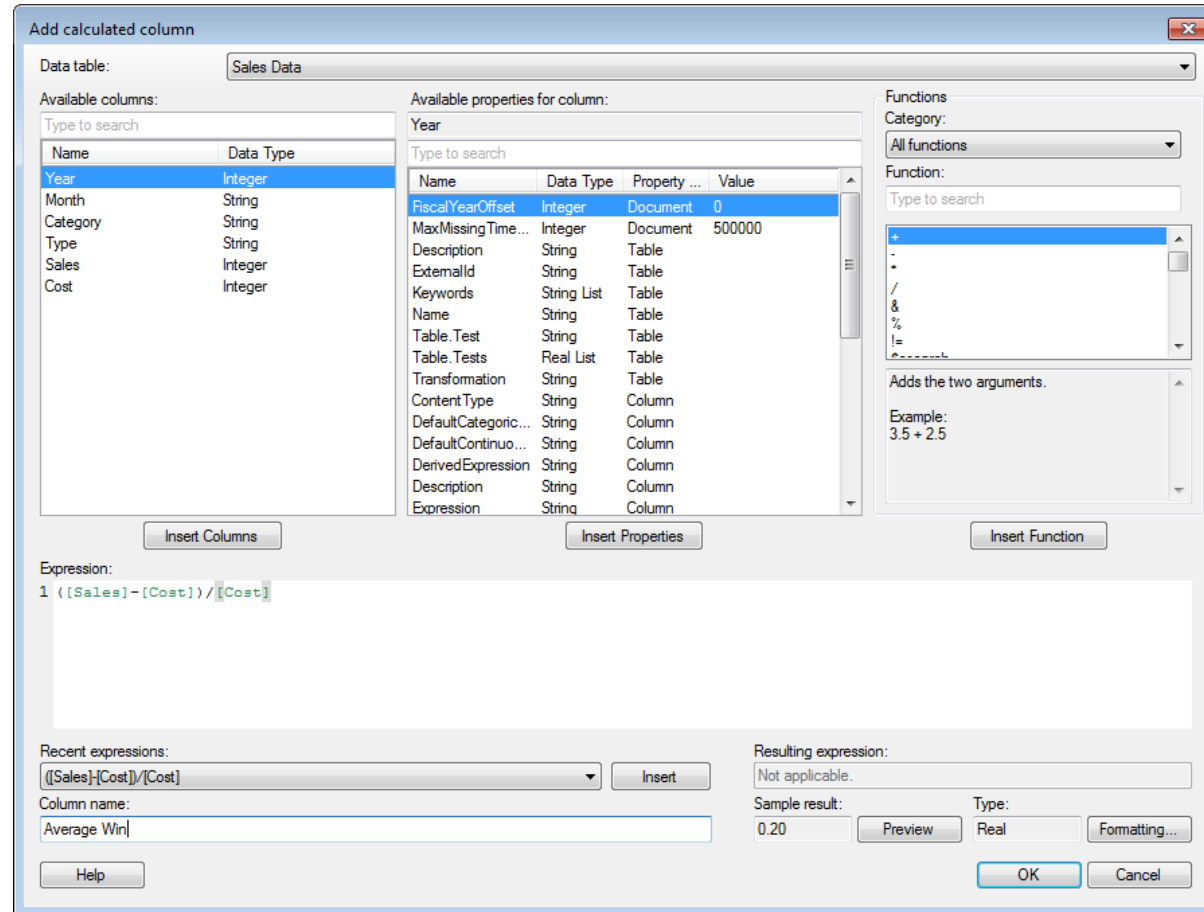 Add calculated column
Data table:
Sales Data
Available columns:
Type to search
Name Data Type
Year Integer
Month String
Category String
Type String
Sales Integer
Cost Integer
Insert Columns
Available properties for column:
Year
Type to search
Name Data Type Property ... Value
FiscalYearOffset Integer Document 0
MaxMissingTime... Integer Document 500000
Description String Table
ExternalId String Table
Keywords String List Table
Name String Table
Table.Test String Table
Table.Tests Real List Table
Transformation String Table
ContentType String Column
DefaultCategoric... String Column
DefaultContinuo... String Column
DerivedExpression String Column
Description String Column
Expression String Column
Insert Properties
Functions
Category:
All functions
Function:
Type to search
+
-
*
/
&
%
!=
Adds the two arguments.
Example:
3.5 + 2.5
Insert Function
Expression:
1 ([Sales]-[Cost])/[Cost]
Recent expressions:
([Sales]-[Cost])/[Cost]
Insert
Column name:
Average Win
Resulting expression:
Not applicable.
Sample result:
0.20
Preview
Type:
Real
Formatting...
Help
OK
Cancel